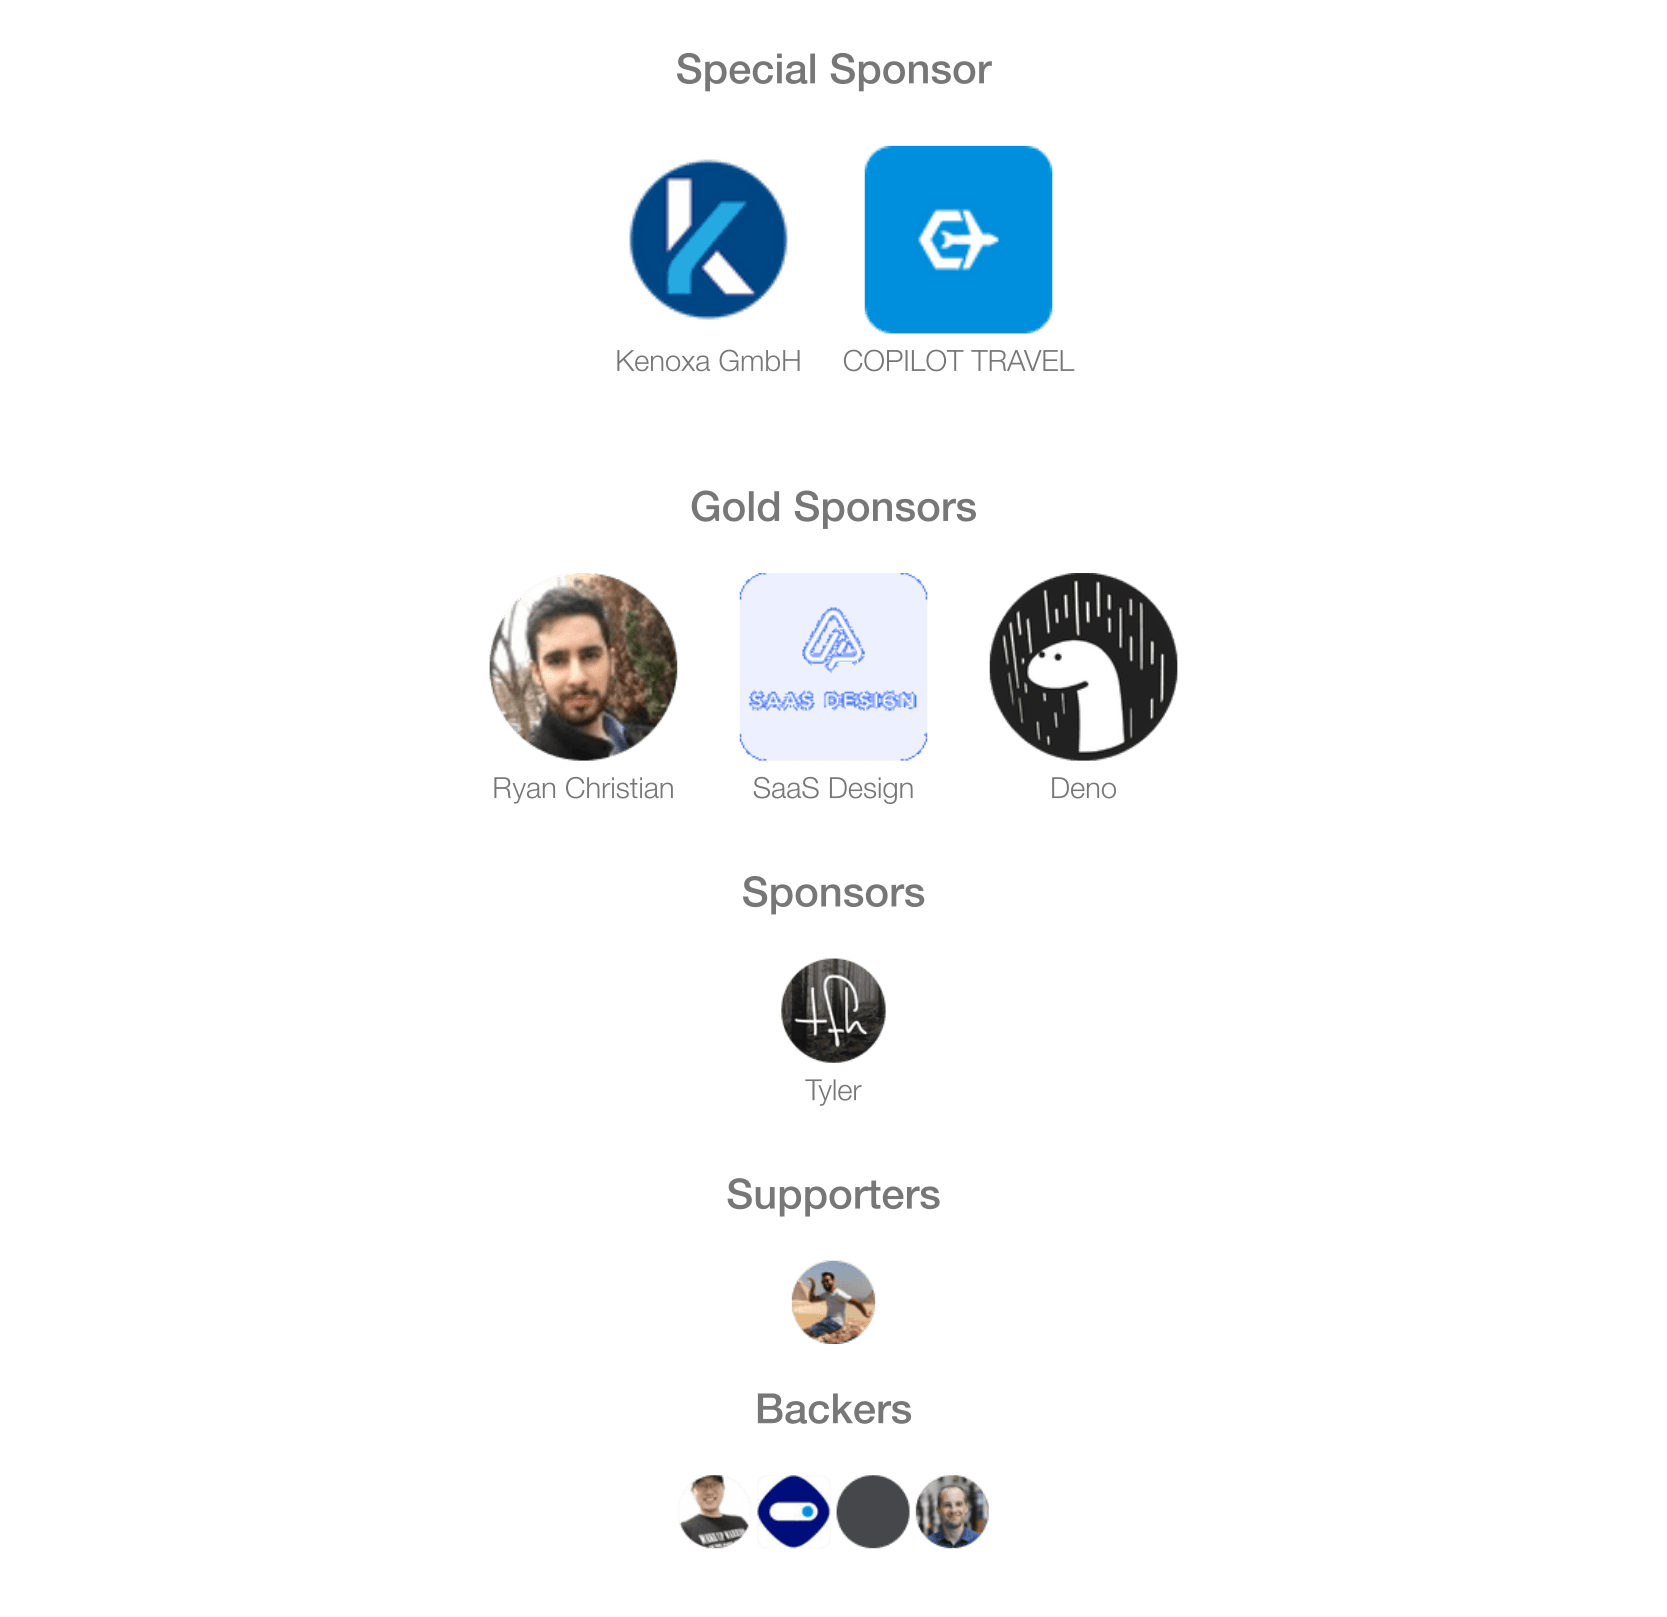 Special Sponsor
Kenoxa GmbH
COPILOT TRAVEL
Gold Sponsors
SAAS DESIGN
Ryan Christian
SaaS Design
Deno
Sponsors
tfh
Tyler
Supporters
Backers